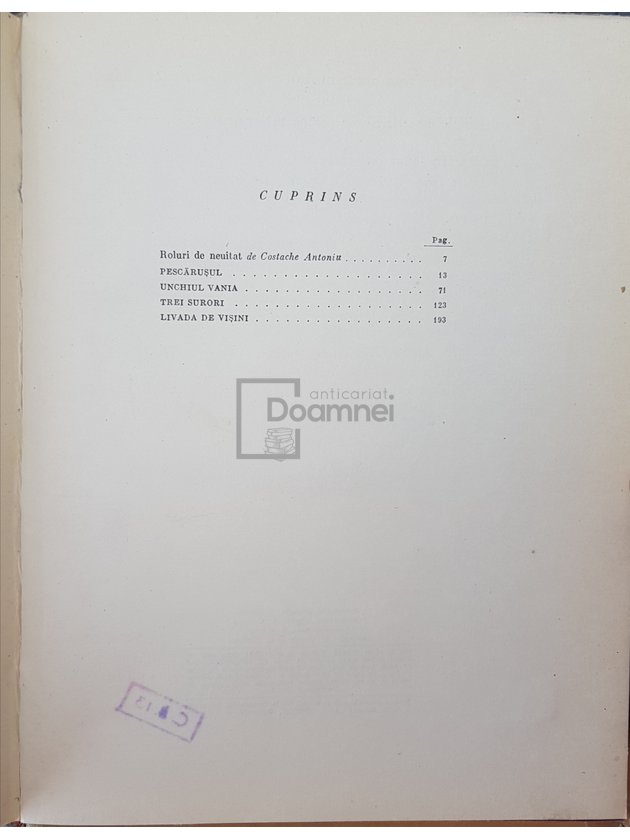 CUPRINS
Pag.
Roluri de neuitat de Costache Antoniu . . . . . . . . . . 7
PESCĂRUȘUL . . . . . . . . . . . . . . . . . . . 13
UNCHIUL VANIA . . . . . . . . . . . . . . . . . . 71
TREI SURORI . . . . . . . . . . . . . . . . . . . 123
LIVADA DE VIȘINI . . . . . . . . . . . . . . . . . 193
anticariat
Doamnei